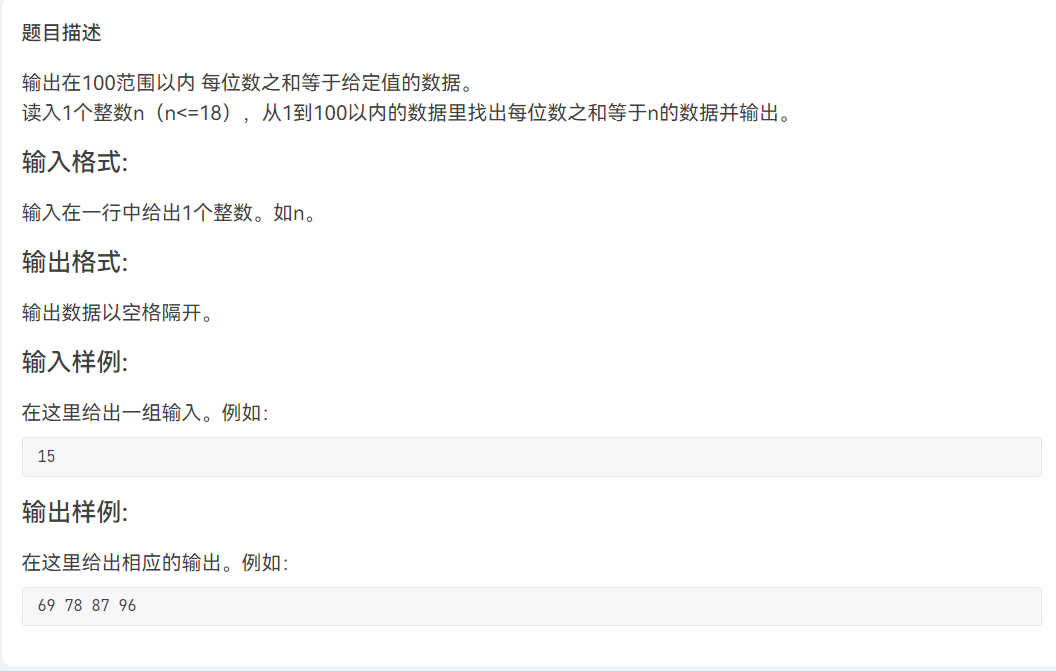 题目描述
输出在100范围以内 每位数之和等于给定值的数据。
读入1个整数n（n<=18），从1到100以内的数据里找出每位数之和等于n的数据并输出。
输入格式:
输入在一行中给出1个整数。如n。
输出格式:
输出数据以空格隔开。
输入样例:
在这里给出一组输入。例如:
15
输出样例:
在这里给出相应的输出。例如:
69 78 87 96